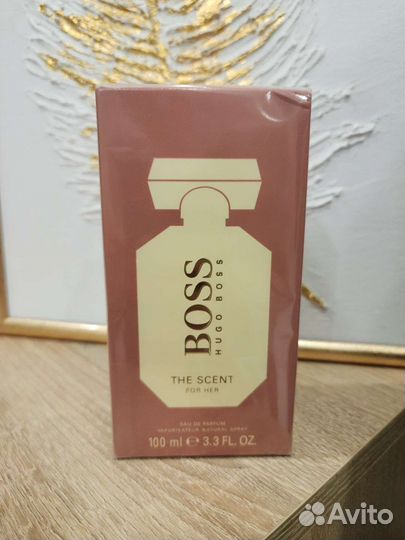 BOSS
HUGO BOSS
THE SCENT
FOR HER
EAU DE PARFUM
VAPORISATEUR NATURAL SPRAY
100 ml ℮ 3.3 FL. OZ.
Avito